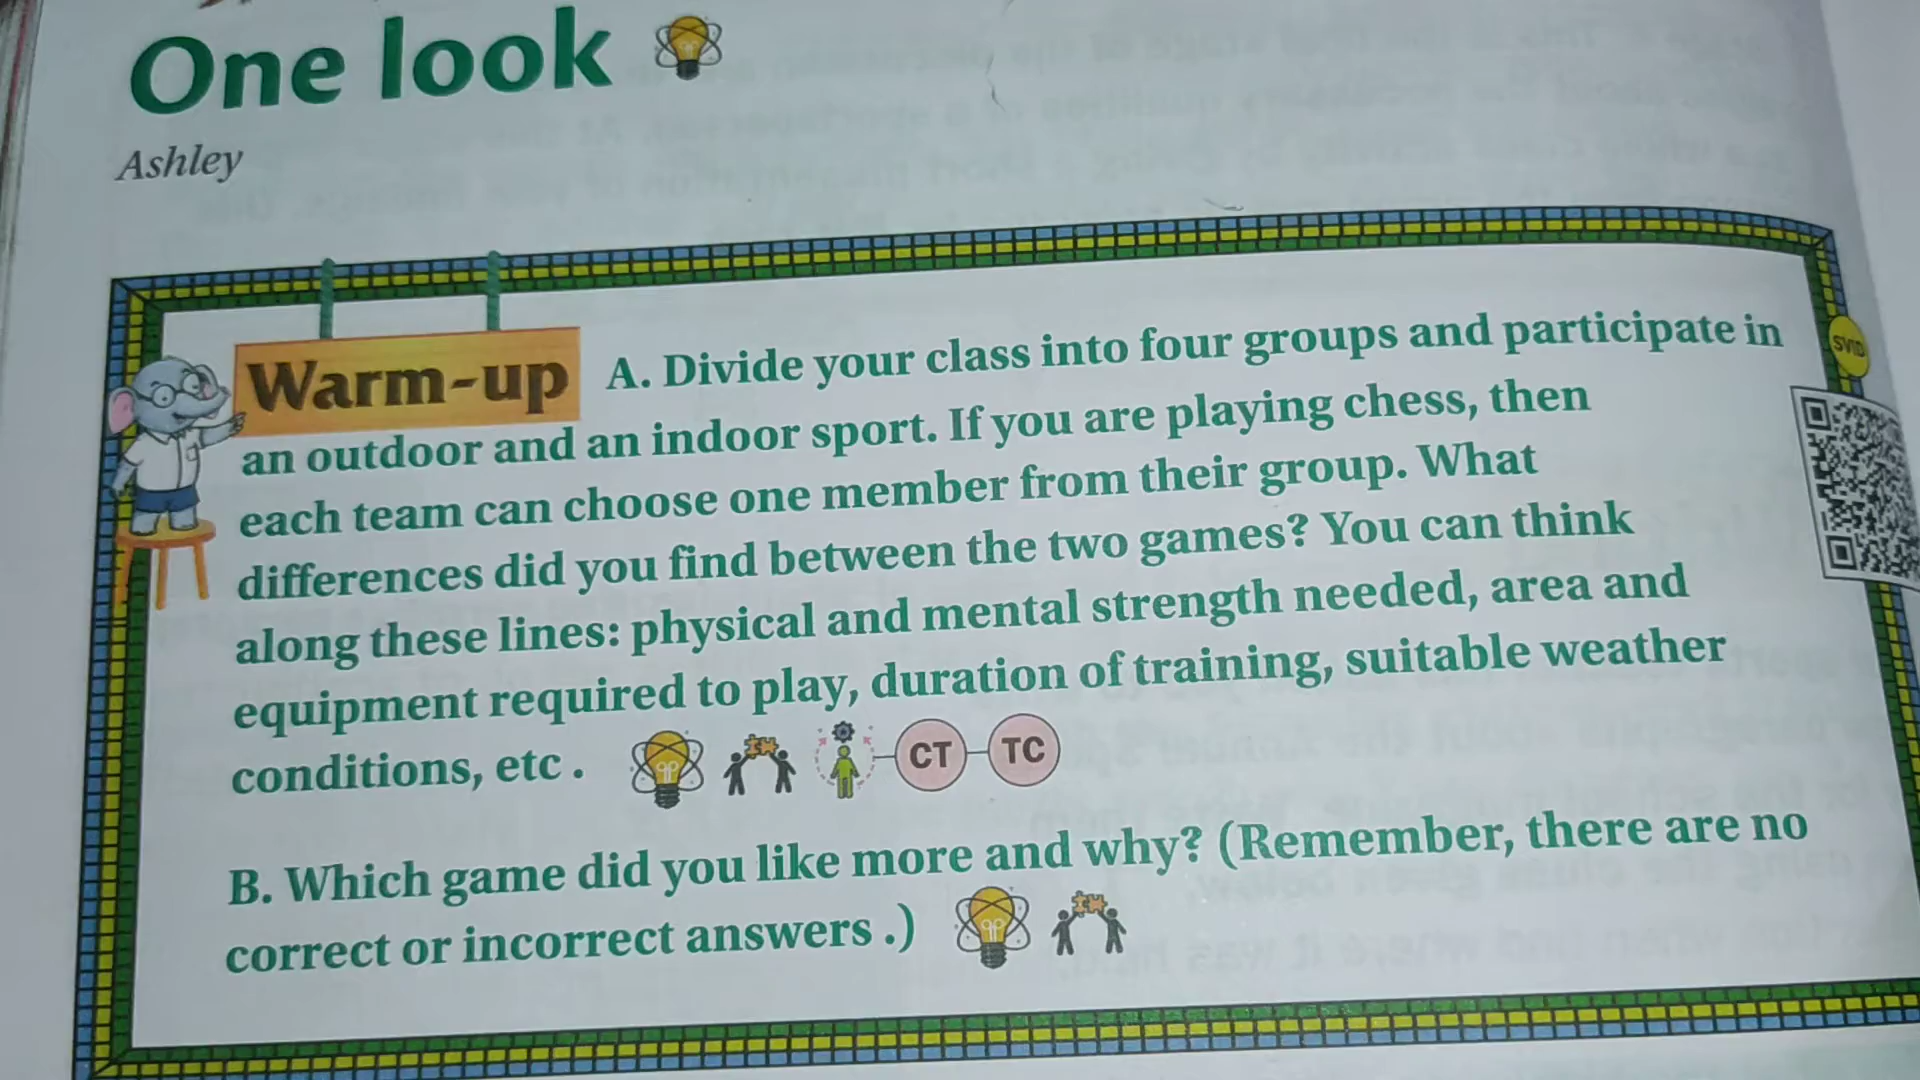 One look
Ashley
Warm-up A. Divide your class into four groups and participate in
an outdoor and an indoor sport. If you are playing chess, then
each team can choose one member from their group. What
differences did you find between the two games? You can think
along these lines: physical and mental strength needed, area and
equipment required to play, duration of training, suitable weather
conditions, etc .
CT TC
B. Which game did you like more and why? (Remember, there are no
correct or incorrect answers .)